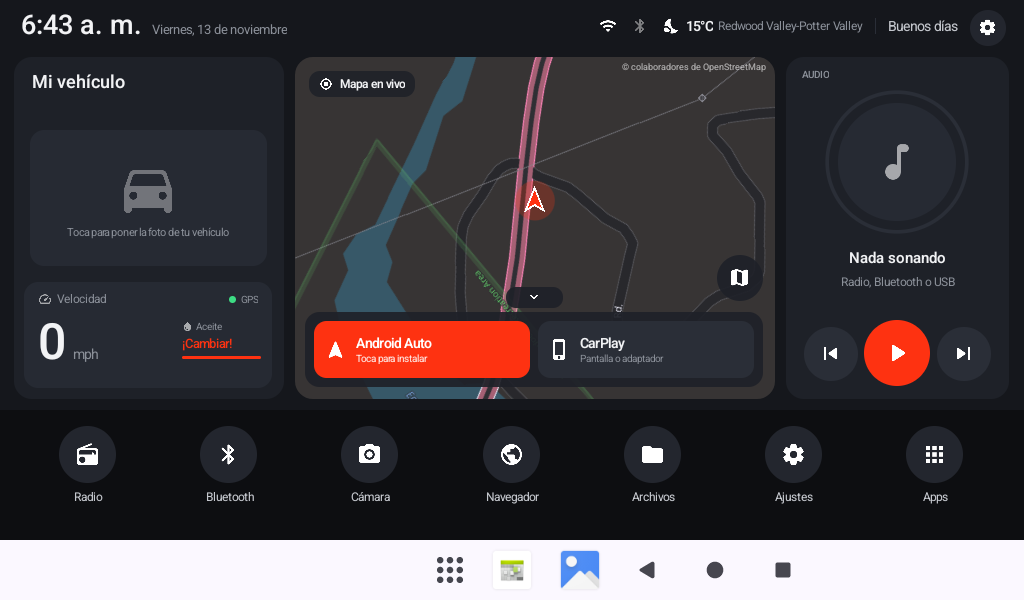 6:43 a. m.
Viernes, 13 de noviembre
15°C Redwood Valley-Potter Valley
Buenos días
Mi vehículo
Toca para poner la foto de tu vehículo
Velocidad
GPS
0 mph
Aceite
¡Cambiar!
Mapa en vivo
© colaboradores de OpenStreetMap
Android Auto
Toca para instalar
CarPlay
Pantalla o adaptador
AUDIO
Nada sonando
Radio, Bluetooth o USB
Radio
Bluetooth
Cámara
Navegador
Archivos
Ajustes
Apps